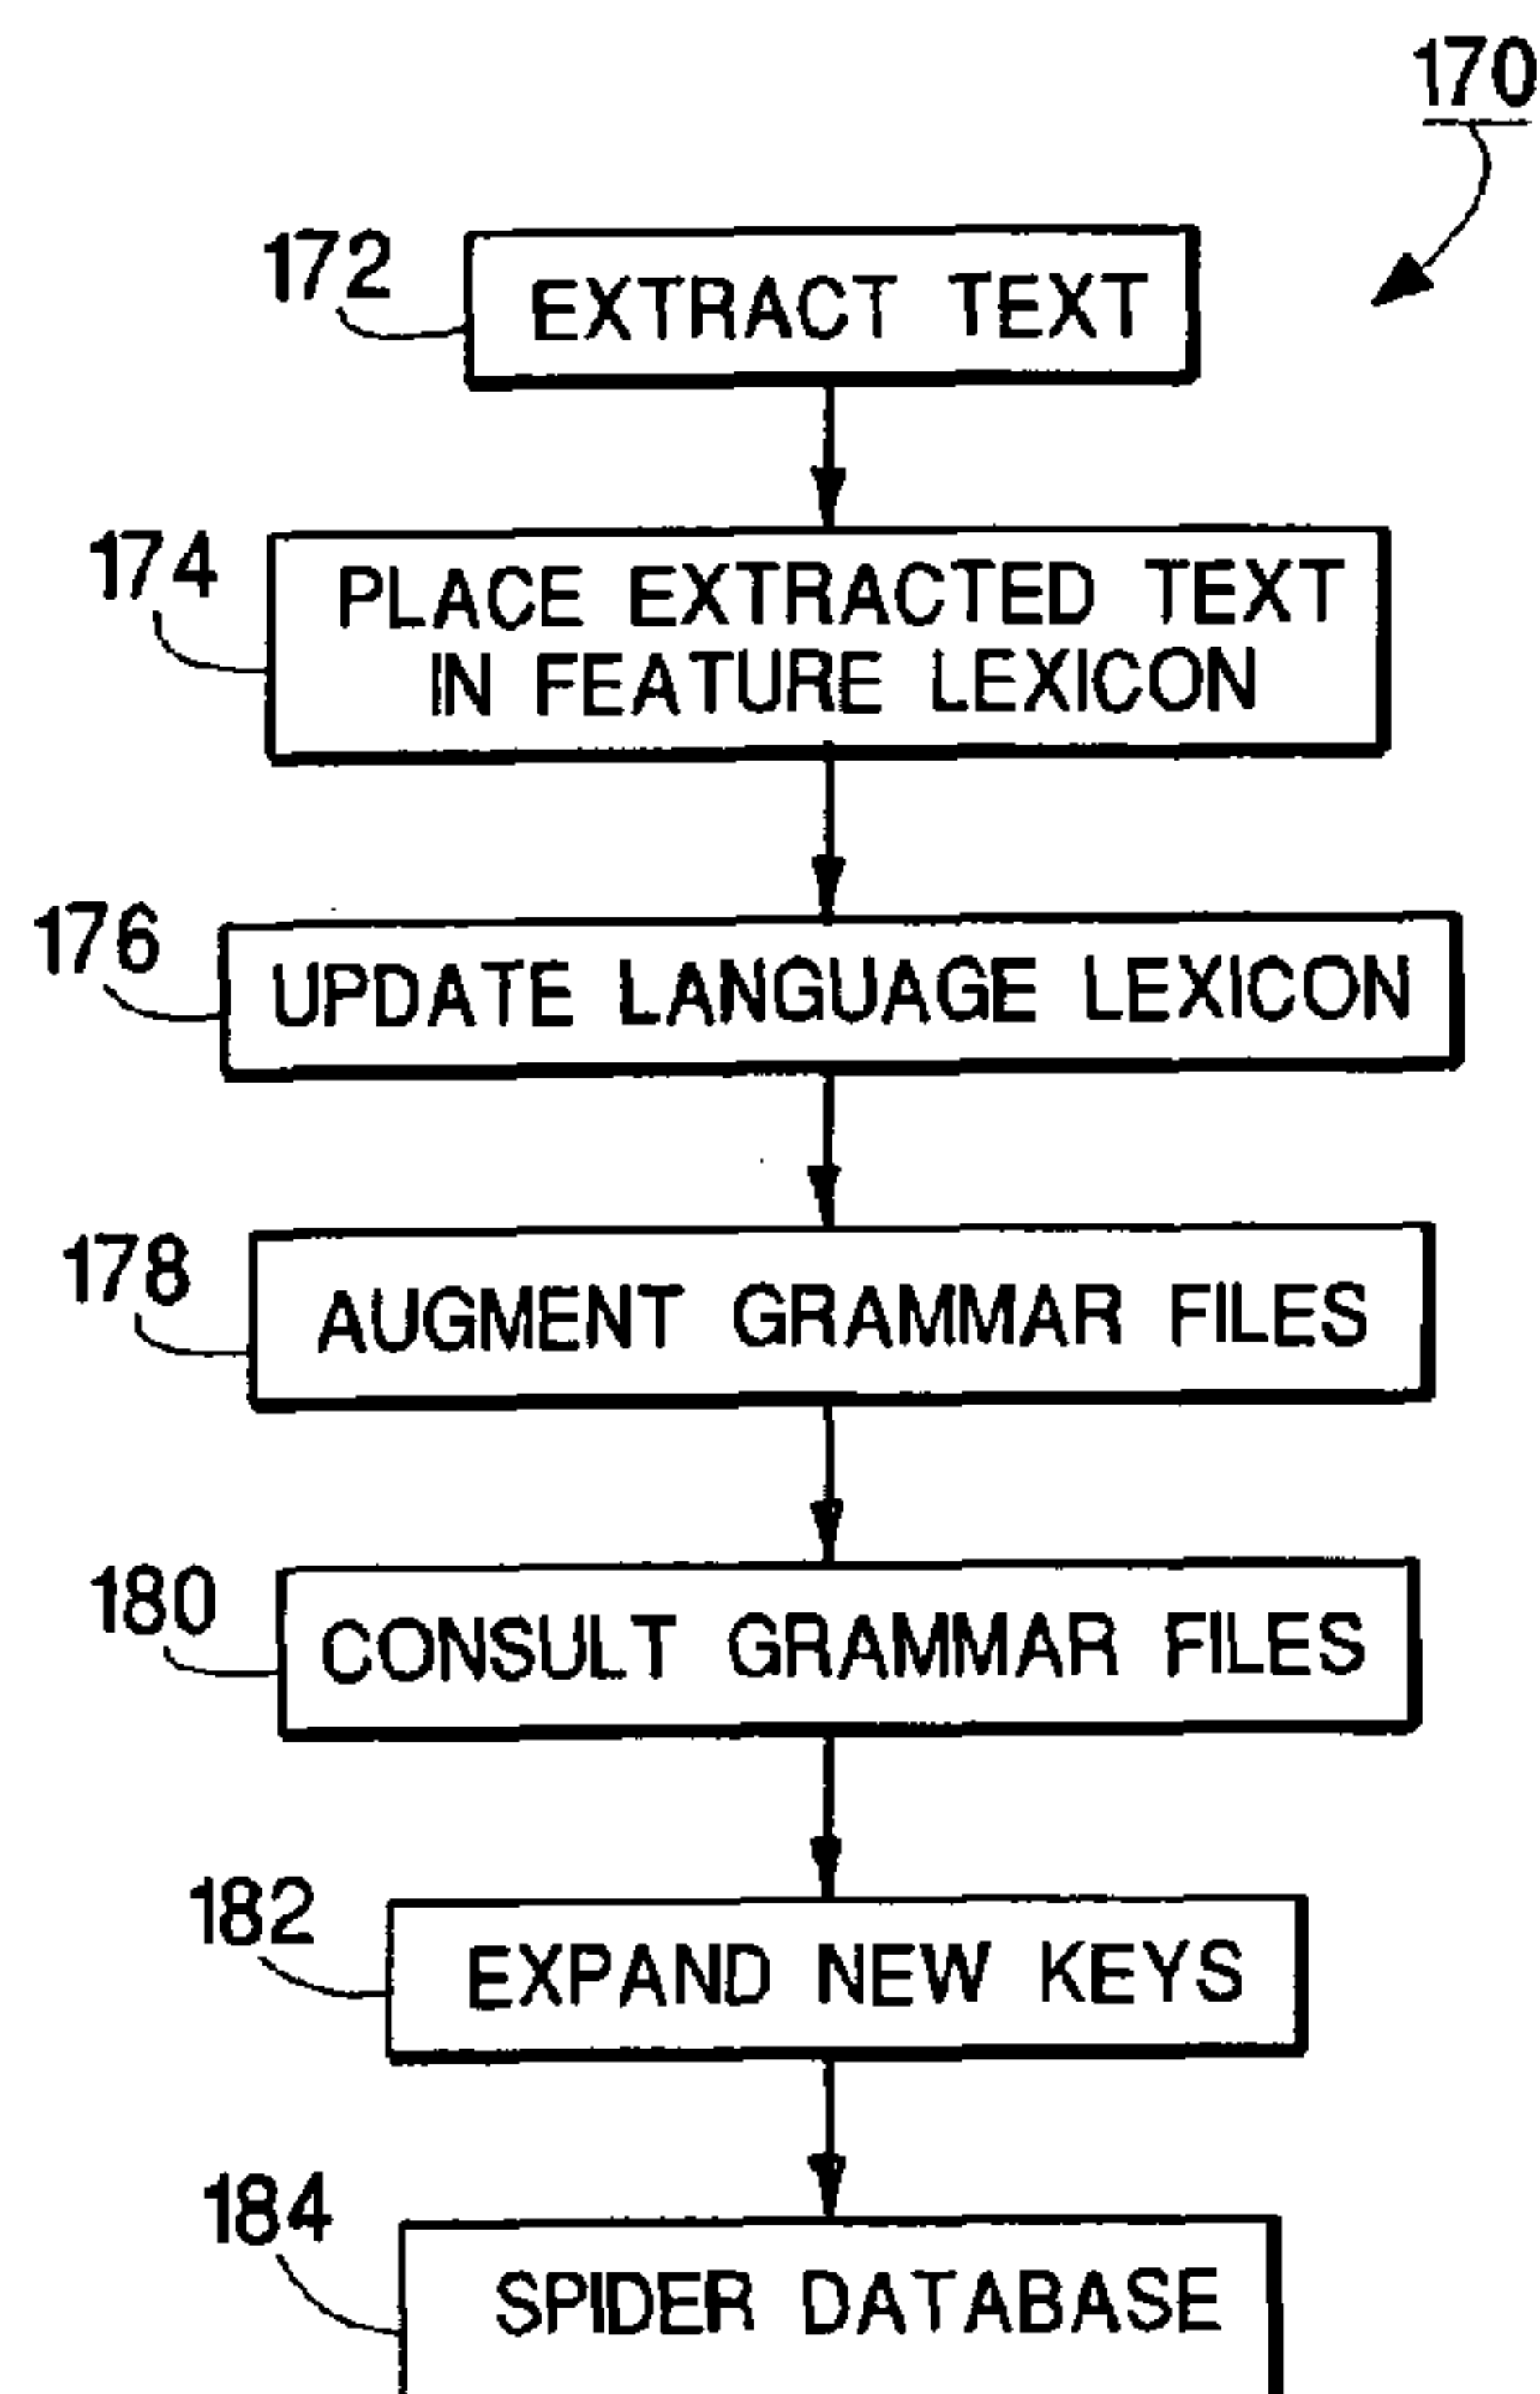 170
172
EXTRACT TEXT
174
PLACE EXTRACTED TEXT
IN FEATURE LEXICON
176
UPDATE LANGUAGE LEXICON
178
AUGMENT GRAMMAR FILES
180
CONSULT GRAMMAR FILES
182
EXPAND NEW KEYS
184
SPIDER DATABASE